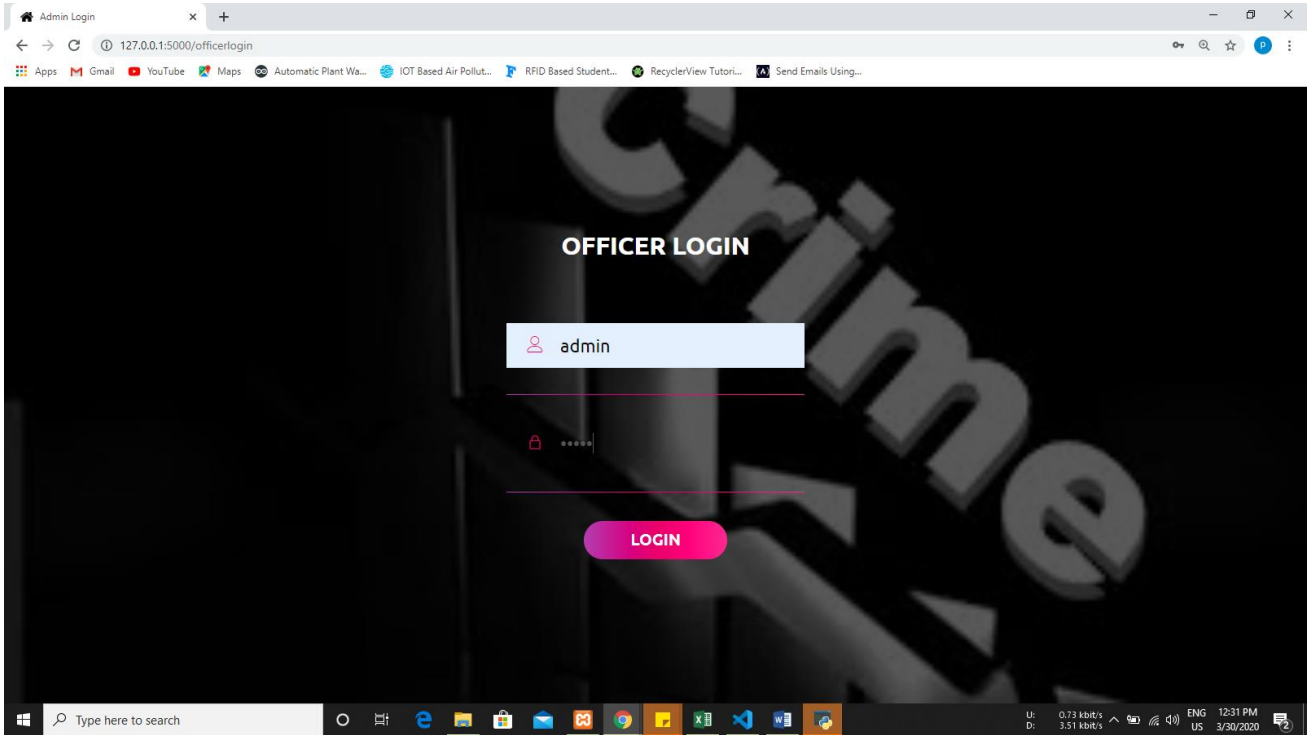 Admin Login
127.0.0.1:5000/officerlogin
P
Apps Gmail YouTube Maps Automatic Plant Wa... IOT Based Air Pollut... RFID Based Student... RecyclerView Tutori... Send Emails Using...
Crime
OFFICER LOGIN
admin
•••••
LOGIN
Type here to search
U: 0.73 kbit/s
D: 3.51 kbit/s
ENG
US
12:31 PM
3/30/2020
2